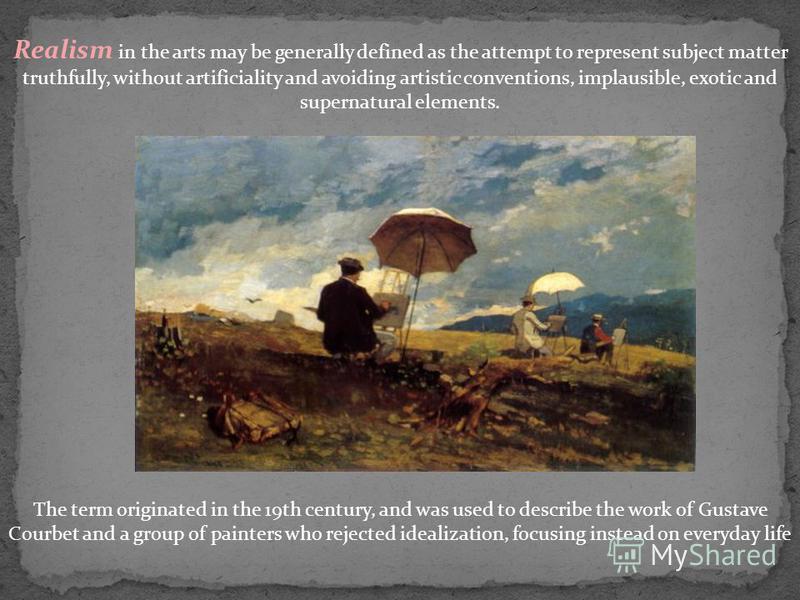 Realism in the arts may be generally defined as the attempt to represent subject matter
truthfully, without artificiality and avoiding artistic conventions, implausible, exotic and
supernatural elements.
The term originated in the 19th century, and was used to describe the work of Gustave
Courbet and a group of painters who rejected idealization, focusing instead on everyday life
MyShared